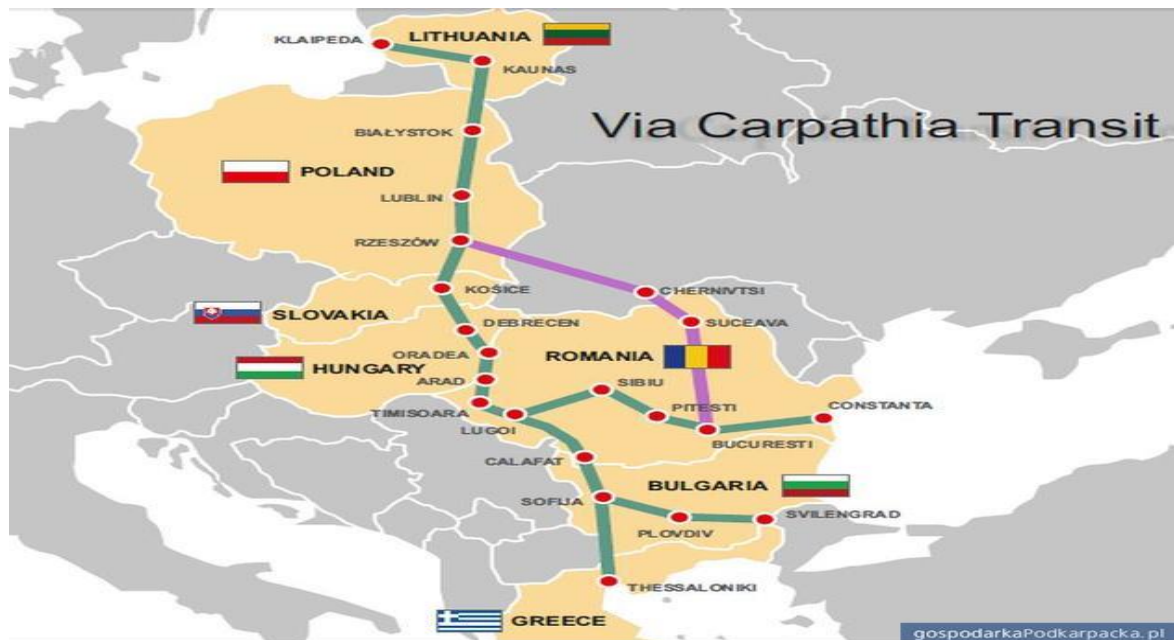 KLAIPEDA
LITHUANIA
KAUNAS
Via Carpathia Transit
BIAŁYSTOK
POLAND
LUBLIN
RZESZÓW
KOŠICE
CHERNIVTSI
SLOVAKIA
DEBRECEN
SUCEAVA
ORADEA
ROMANIA
HUNGARY
ARAD
SIBIU
TIMISOARA
PITESTI
CONSTANTA
LUGOI
BUCURESTI
CALAFAT
BULGARIA
SOFIJA
SVILENGRAD
PLOVDIV
THESSALONIKI
GREECE
gospodarkaPodkarpacka.pl